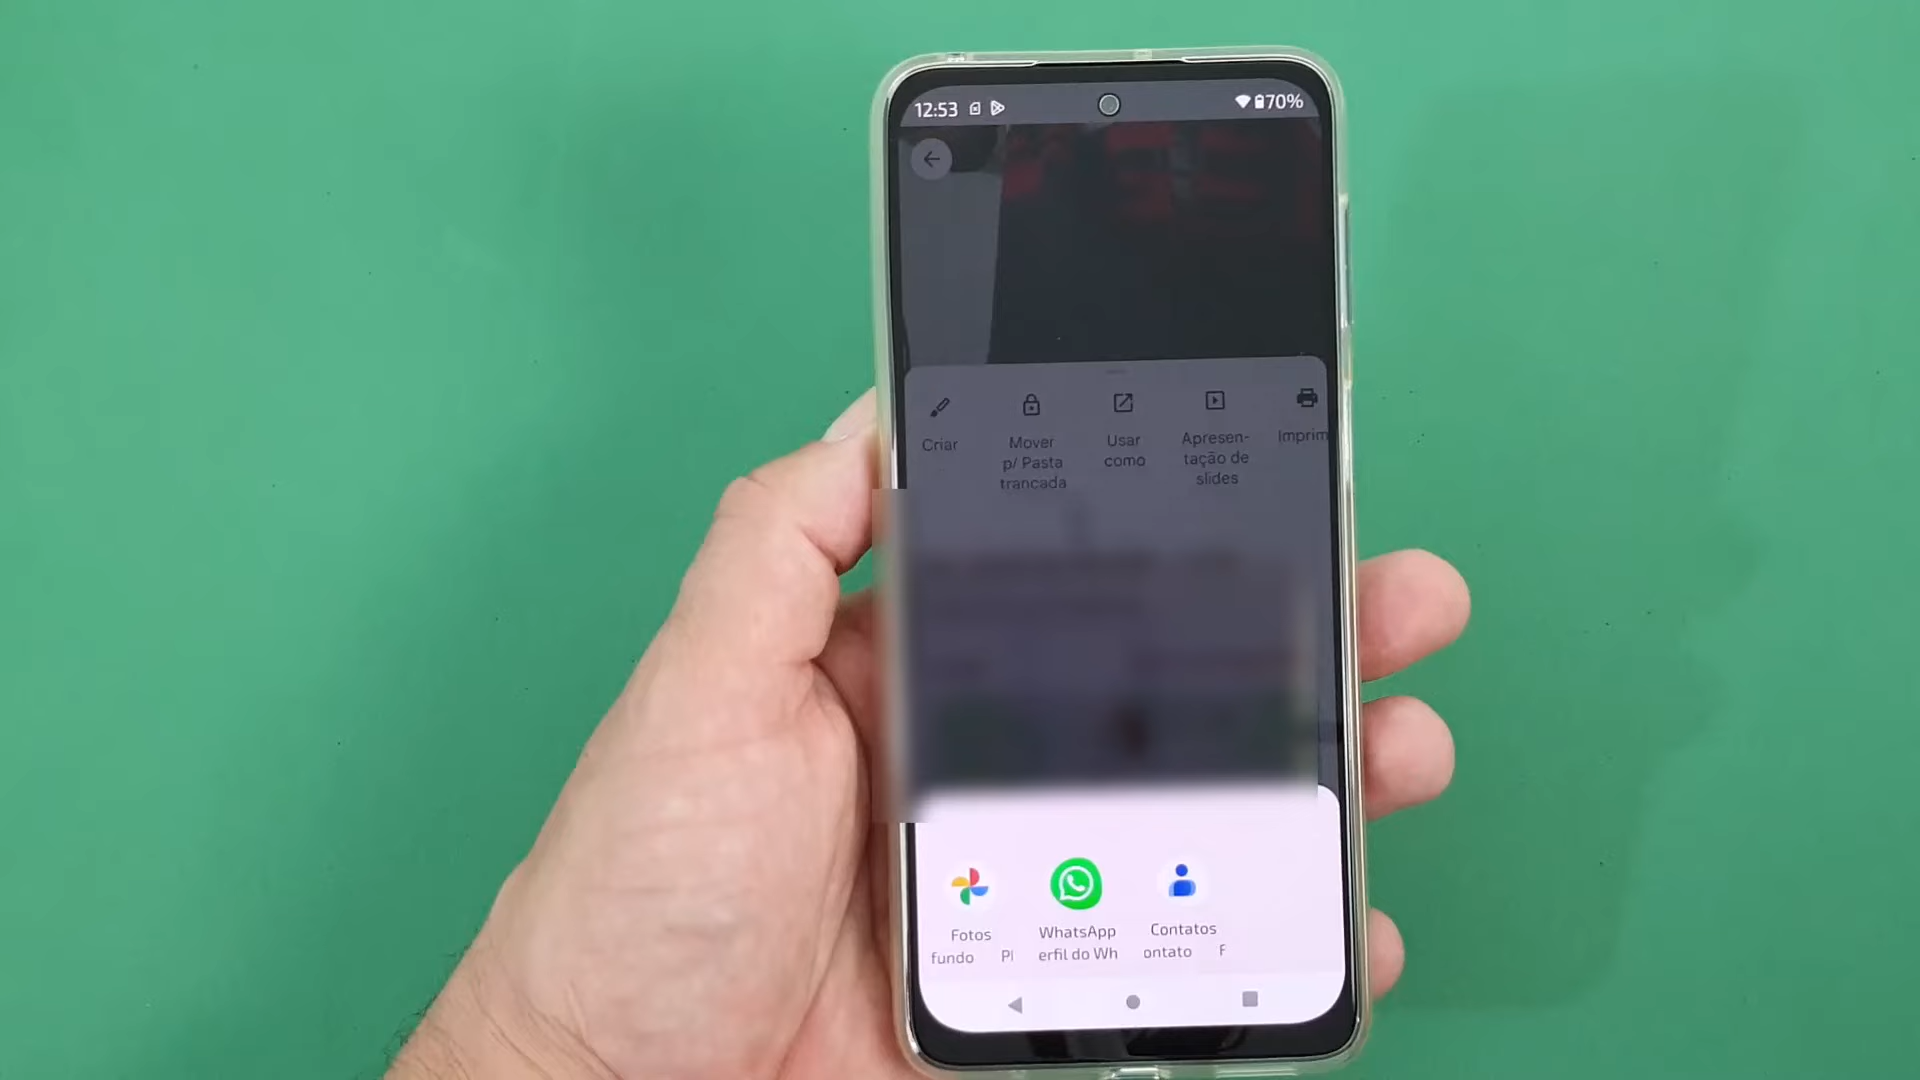 12:53 70%
Criar
Mover
p/ Pasta
trancada
Usar
como
Apresen-
tação de
slides
Imprim
Fotos
fundo Pl
WhatsApp
erfil do Wh
Contatos
ontato F